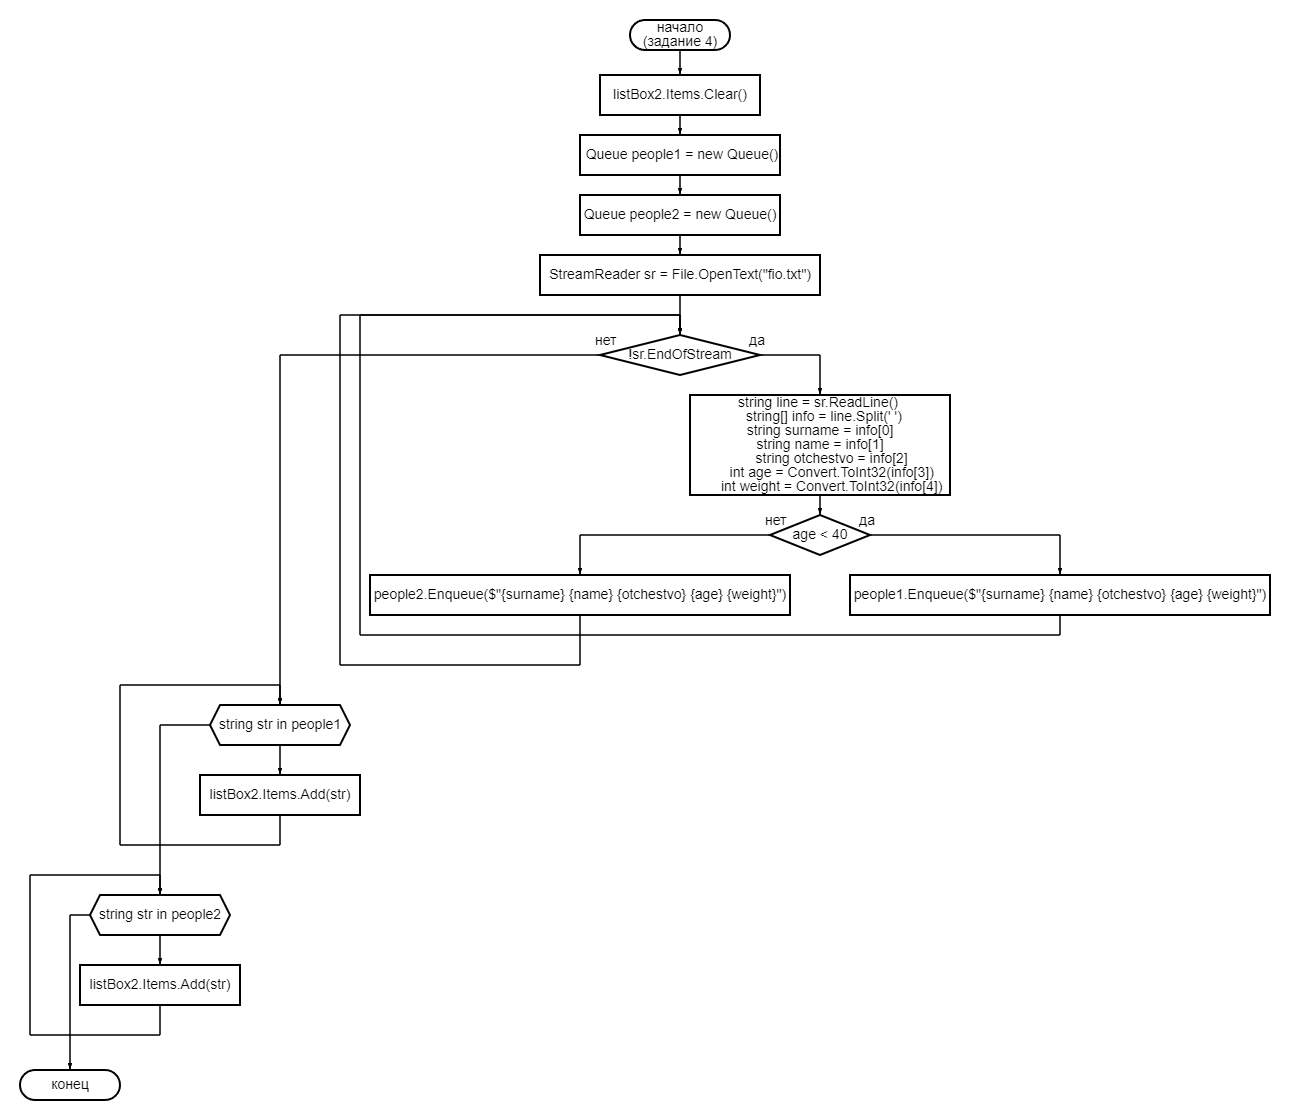 начало
(задание 4)
listBox2.Items.Clear()
Queue people1 = new Queue()
Queue people2 = new Queue()
StreamReader sr = File.OpenText("fio.txt")
нет
да
!sr.EndOfStream
string line = sr.ReadLine()
string[] info = line.Split(' ')
string surname = info[0]
string name = info[1]
string otchestvo = info[2]
int age = Convert.ToInt32(info[3])
int weight = Convert.ToInt32(info[4])
нет
да
age < 40
people2.Enqueue($"{surname} {name} {otchestvo} {age} {weight}")
people1.Enqueue($"{surname} {name} {otchestvo} {age} {weight}")
string str in people1
listBox2.Items.Add(str)
string str in people2
listBox2.Items.Add(str)
конец